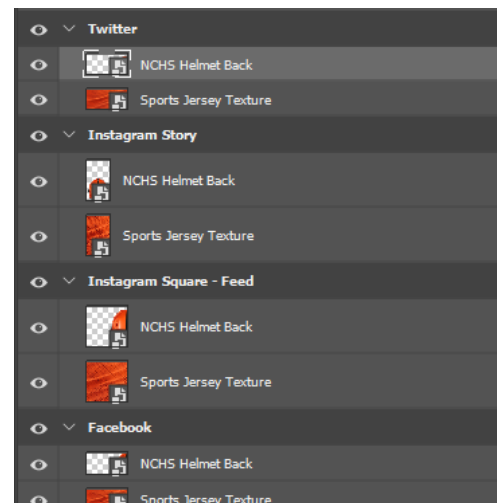 Twitter
NCHS Helmet Back
Sports Jersey Texture
Instagram Story
NCHS Helmet Back
Sports Jersey Texture
Instagram Square - Feed
NCHS Helmet Back
Sports Jersey Texture
Facebook
NCHS Helmet Back
Sports Jersey Texture